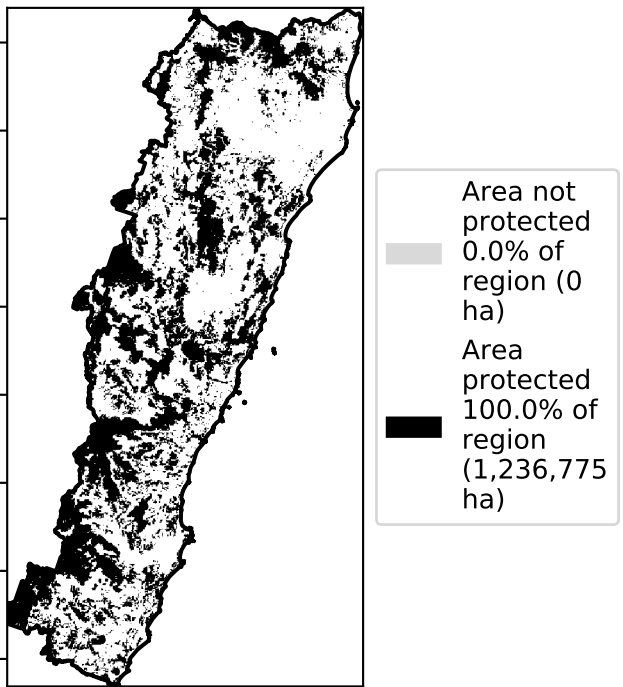 Area not
protected
0.0% of
region (0
ha)
Area
protected
100.0% of
region
(1,236,775
ha)